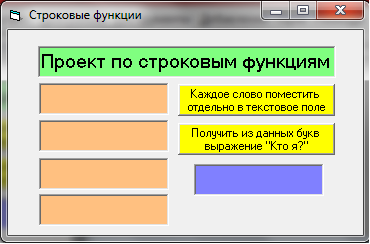 Строковые функции
Проект по строковым функциям
Каждое слово поместить
отдельно в текстовое поле
Получить из данных букв
выражение "Кто я?"